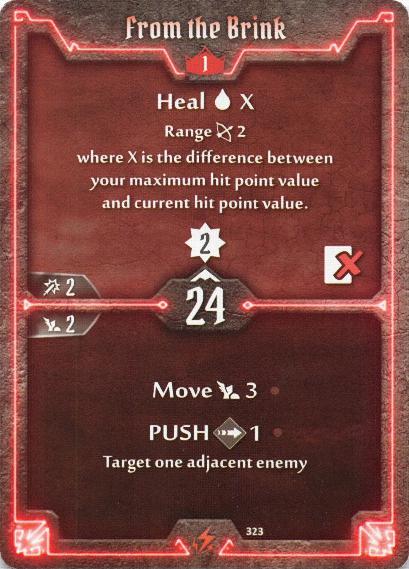 From the Brink
1
Heal X
Range 2
where X is the difference between
your maximum hit point value
and current hit point value.
2
2
24
2
Move 3
PUSH 1
Target one adjacent enemy
323